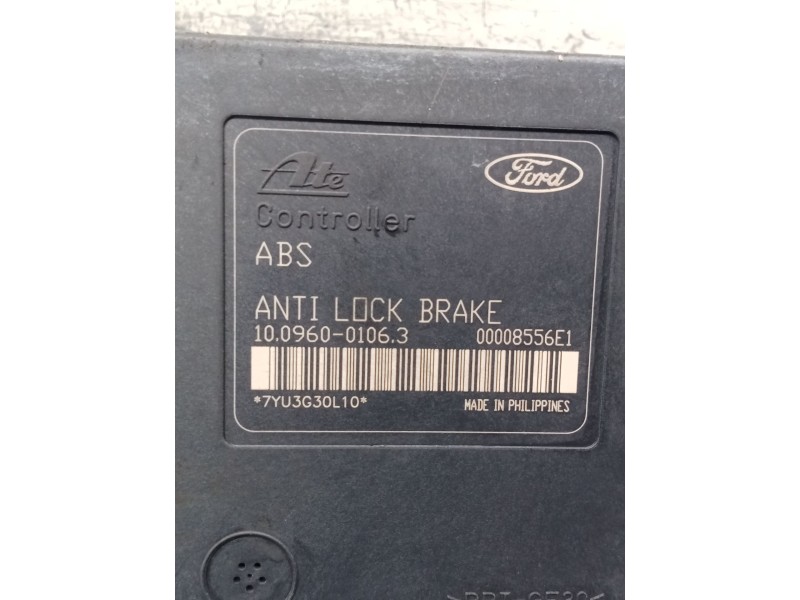 Ate
Ford
Controller
ABS
ANTI LOCK BRAKE
10.0960-0106.3 00008556E1
*7YU3G30L10*
MADE IN PHILIPPINES